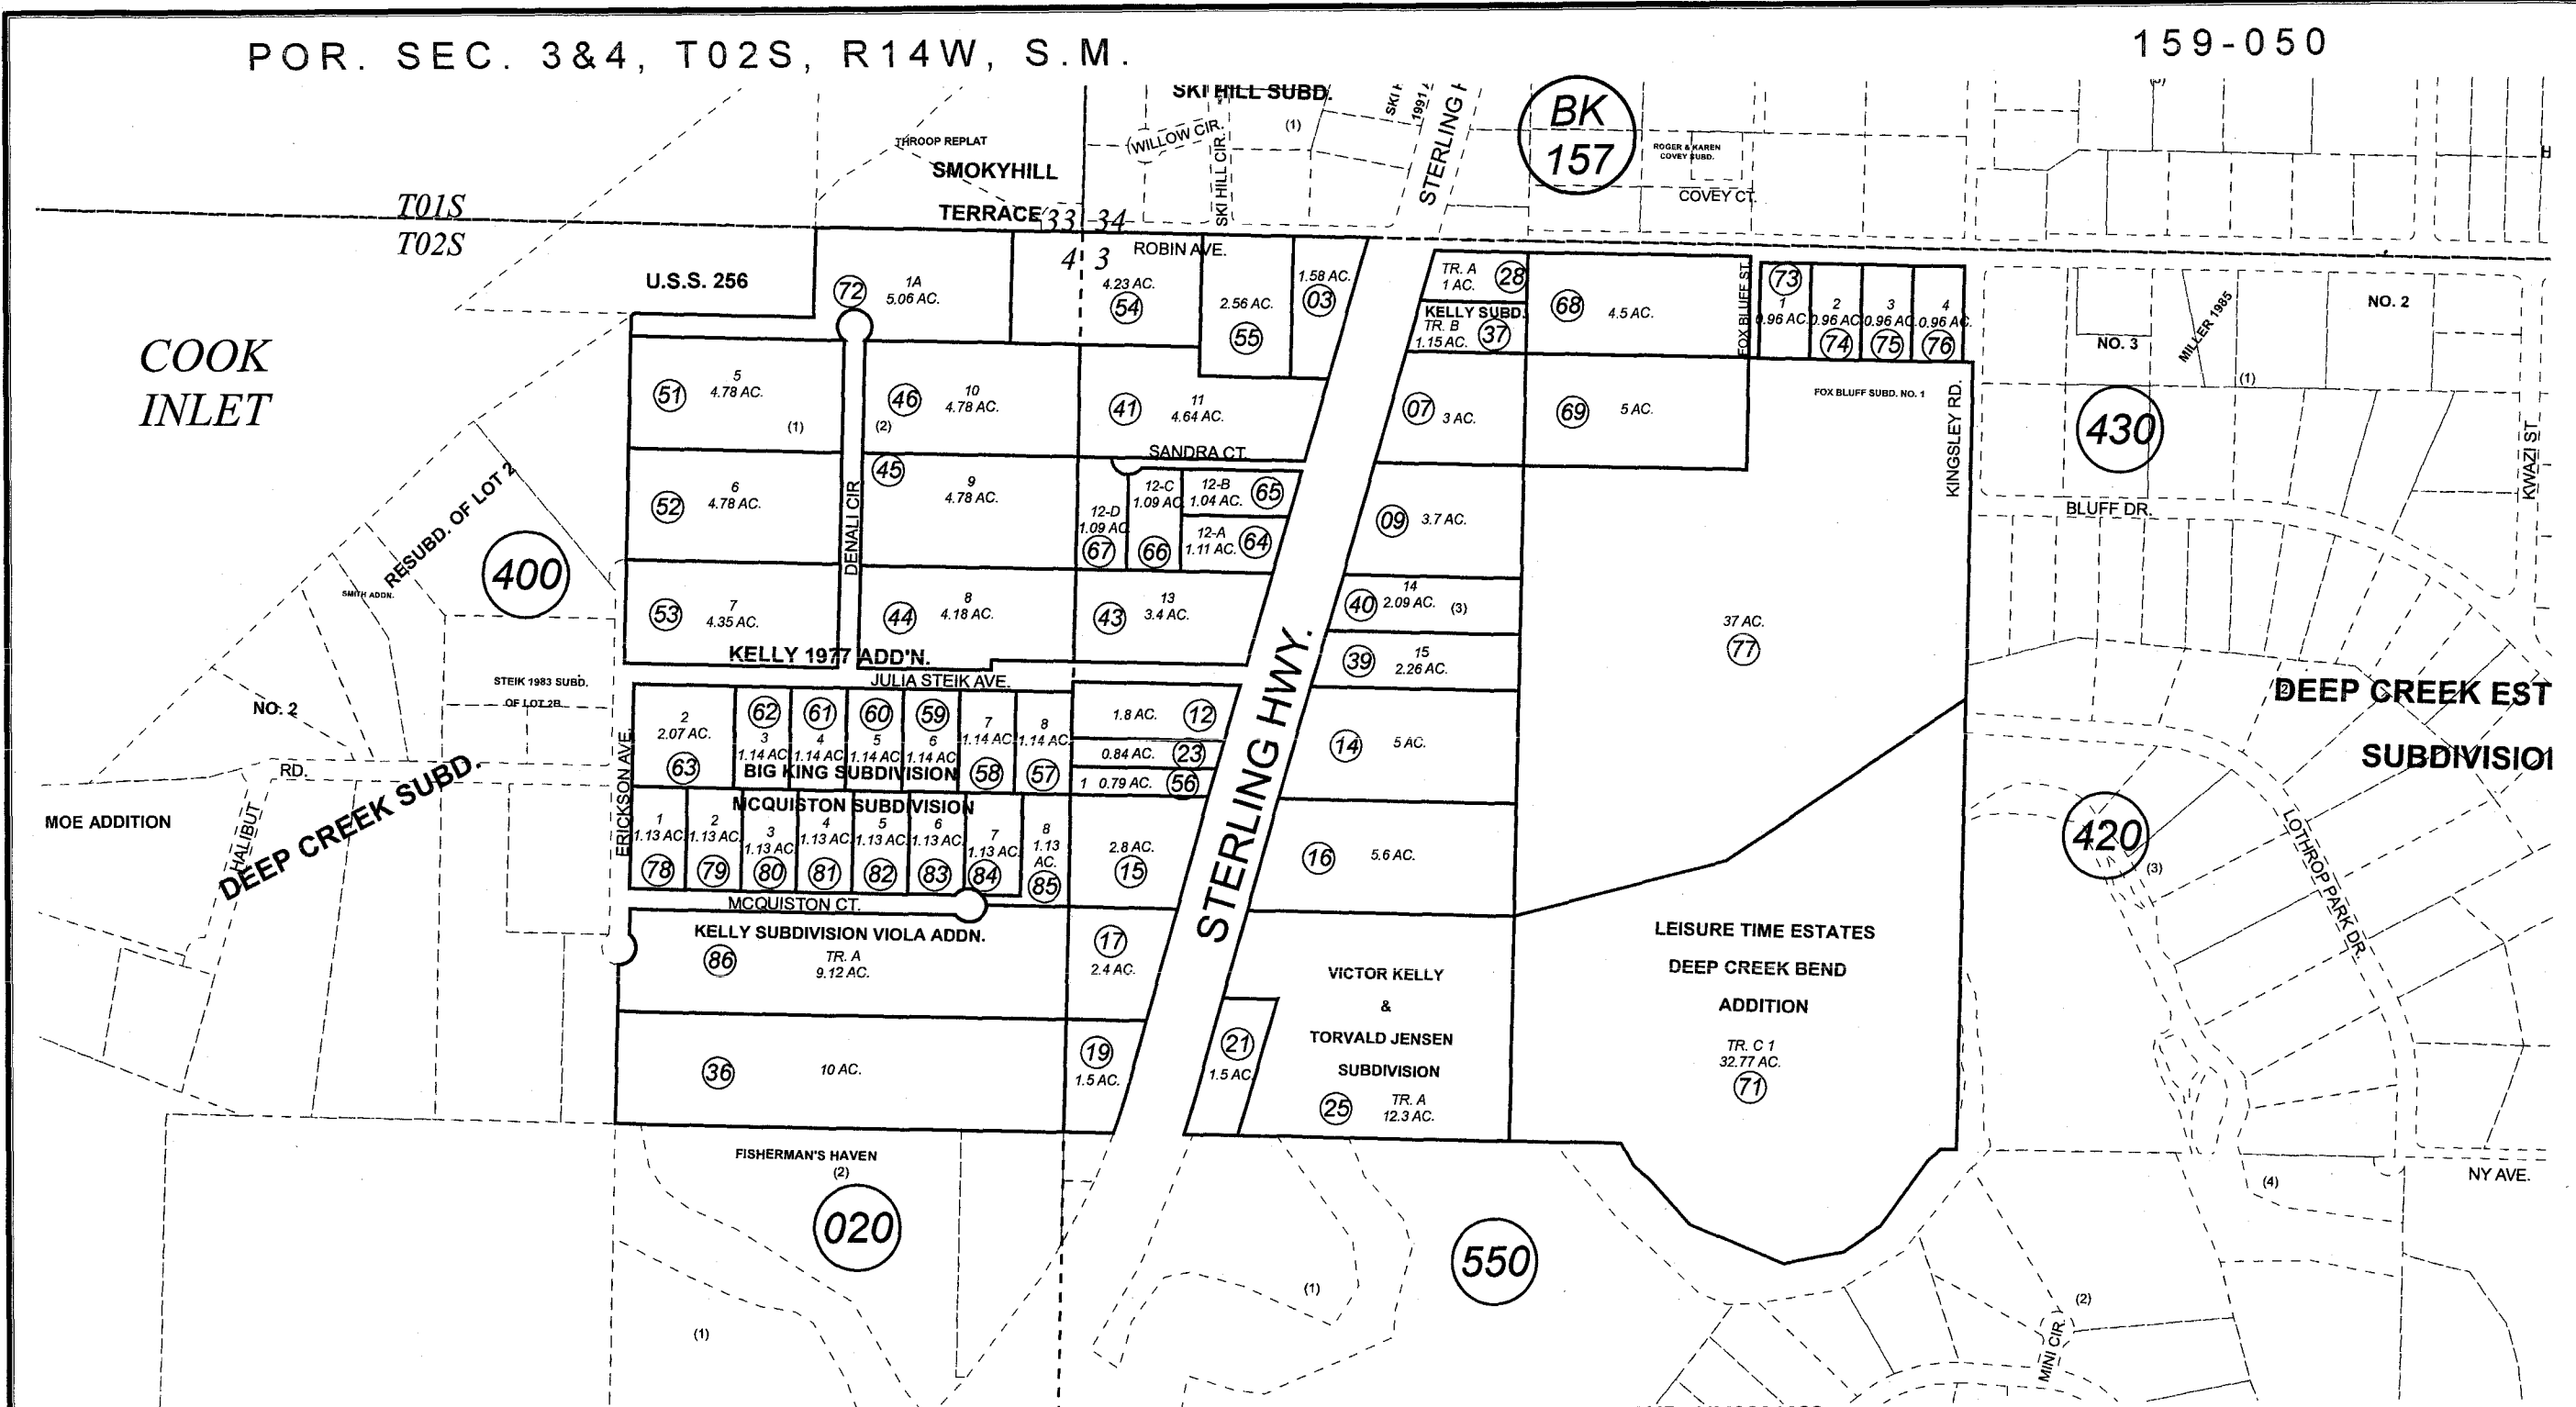 POR. SEC. 3&4, T02S, R14W, S.M.
159-050
SKI HILL SUBD.
BK
157
THROOP REPLAT
SMOKYHILL
TERRACE
WILLOW CIR.
(1)
SKI HILL CIR.
1991
STERLING
ROGER & KAREN
COVEY SUBD.
COVEY CT.
T01S
T02S
33 34
4 3
ROBIN AVE.
U.S.S. 256
COOK
INLET
72
1A
5.06 AC.
4.23 AC.
54
2.56 AC.
55
1.58 AC.
03
TR. A
1 AC.
28
KELLY SUBD.
TR. B
1.15 AC.
37
68
4.5 AC.
FOX BLUFF ST.
73
1
0.96 AC.
2
0.96 AC.
74
3
0.96 AC.
75
4
0.96 AC.
76
NO. 3
MILLER 1985
NO. 2
(1)
430
KWAZI ST.
BLUFF DR.
51
5
4.78 AC.
(1)
46
10
4.78 AC.
(2)
41
11
4.64 AC.
SANDRA CT.
07
3 AC.
69
5 AC.
FOX BLUFF SUBD. NO. 1
KINGSLEY RD.
RESUBD. OF LOT 2
400
SMITH ADDN.
52
6
4.78 AC.
DENALI CIR
45
9
4.78 AC.
12-D
1.09 AC
67
12-C
1.09 AC
66
12-B
1.04 AC.
65
12-A
1.11 AC.
64
09
3.7 AC.
53
7
4.35 AC.
44
8
4.18 AC.
43
13
3.4 AC.
40
14
2.09 AC.
(3)
39
15
2.26 AC.
37 AC.
77
KELLY 1977 ADD'N.
JULIA STEIK AVE.
STEIK 1983 SUBD.
OF LOT 2B
NO. 2
DEEP CREEK EST
SUBDIVISIO
2
420
(3)
LOTHROP PARK DR.
ERICKSON AVE.
2
2.07 AC.
63
62
3
1.14 AC
61
4
1.14 AC
60
5
1.14 AC
59
6
1.14 AC
7
1.14 AC
58
8
1.14 AC.
57
BIG KING SUBDIVISION
1.8 AC.
12
0.84 AC.
23
1 0.79 AC.
56
STERLING HWY.
14
5 AC.
RD.
HALIBUT
MOE ADDITION
DEEP CREEK SUBD.
MCQUISTON SUBDIVISION
1
1.13 AC
78
2
1.13 AC
79
3
1.13 AC
80
4
1.13 AC
81
5
1.13 AC
82
6
1.13 AC
83
7
1.13 AC
84
8
1.13
AC.
85
2.8 AC.
15
16
5.6 AC.
MCQUISTON CT.
KELLY SUBDIVISION VIOLA ADDN.
86
TR. A
9.12 AC.
17
2.4 AC.
36
10 AC.
19
1.5 AC.
STERLING HWY.
21
1.5 AC
VICTOR KELLY
&
TORVALD JENSEN
SUBDIVISION
25
TR. A
12.3 AC.
LEISURE TIME ESTATES
DEEP CREEK BEND
ADDITION
TR. C 1
32.77 AC.
71
FISHERMAN'S HAVEN
(2)
020
(1)
550
(1)
NY AVE.
(4)
(2)
MINI CIR.